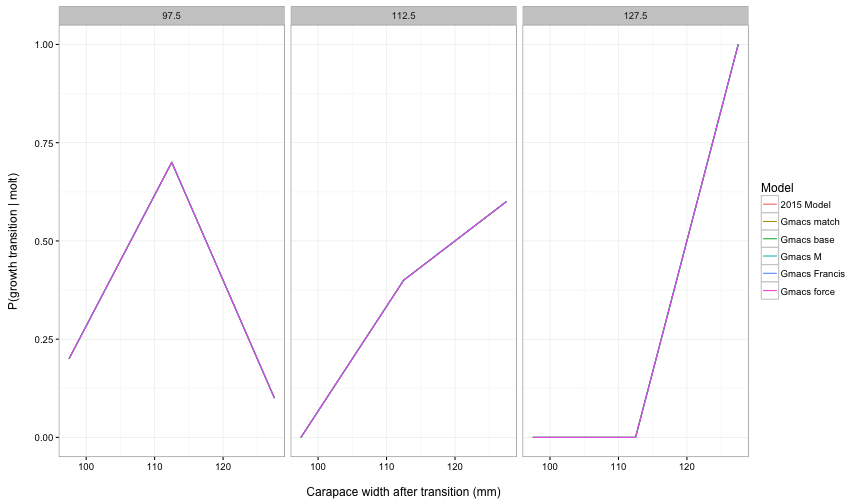 97.5
112.5
127.5
1.00
0.75
0.50
0.25
0.00
P(growth transition | molt)
100
110
120
100
110
120
100
110
120
Carapace width after transition (mm)
Model
2015 Model
Gmacs match
Gmacs base
Gmacs M
Gmacs Francis
Gmacs force